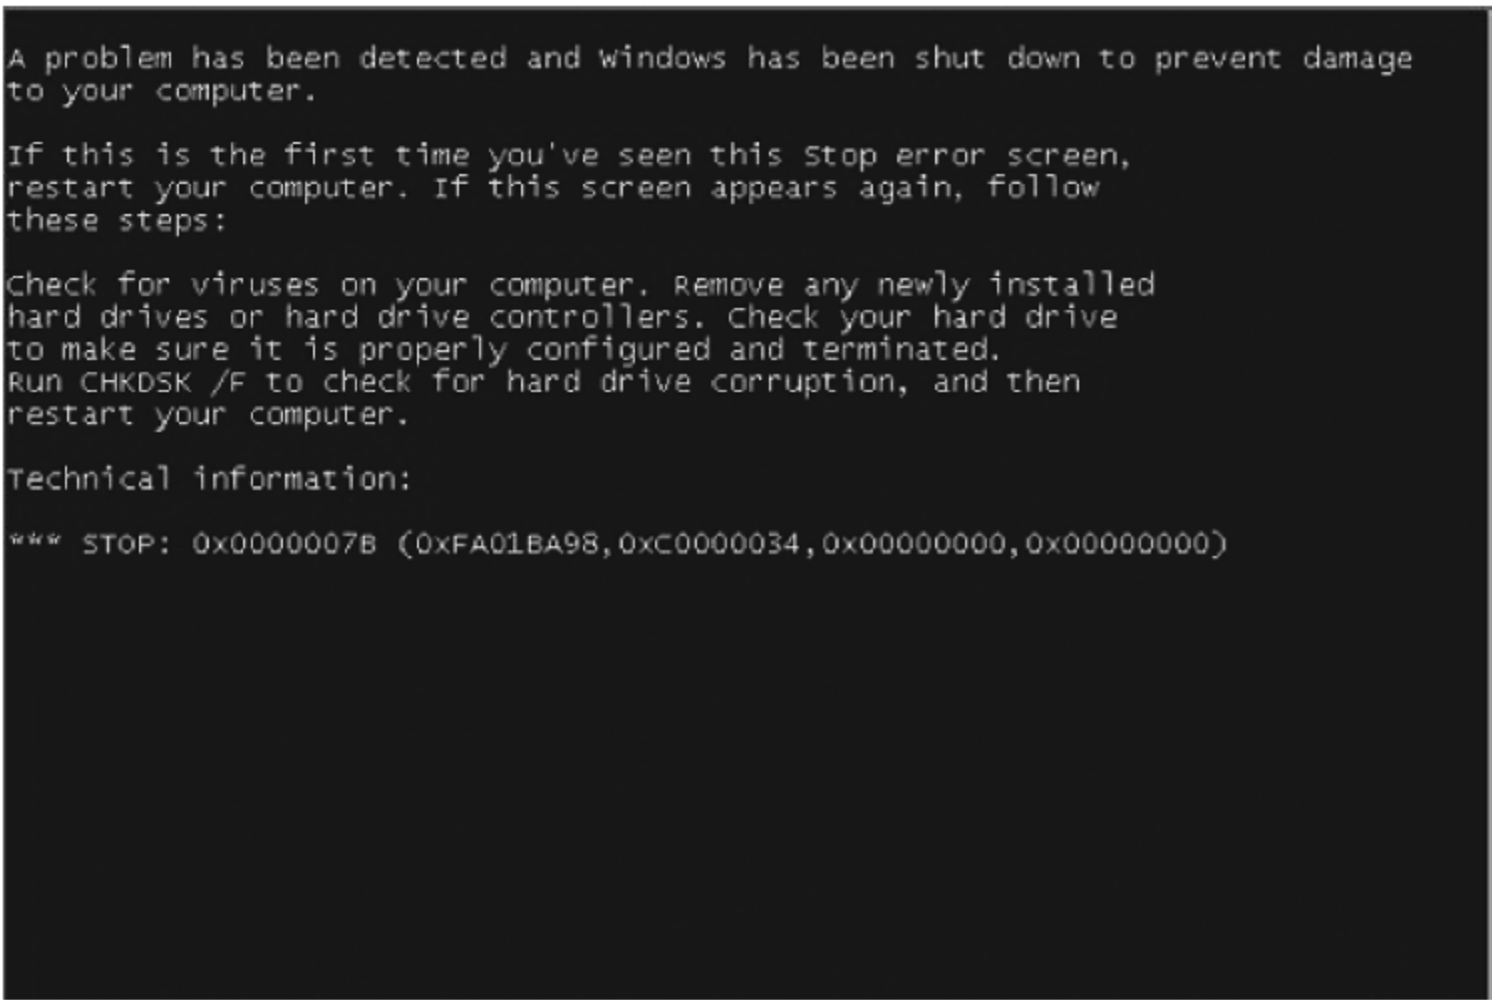 A problem has been detected and Windows has been shut down to prevent damage
to your computer.
If this is the first time you've seen this Stop error screen,
restart your computer. If this screen appears again, follow
these steps:
Check for viruses on your computer. Remove any newly installed
hard drives or hard drive controllers. Check your hard drive
to make sure it is properly configured and terminated.
Run CHKDSK /F to check for hard drive corruption, and then
restart your computer.
Technical information:
*** STOP: 0x0000007B (0xFA01BA98,0xC0000034,0x00000000,0x00000000)